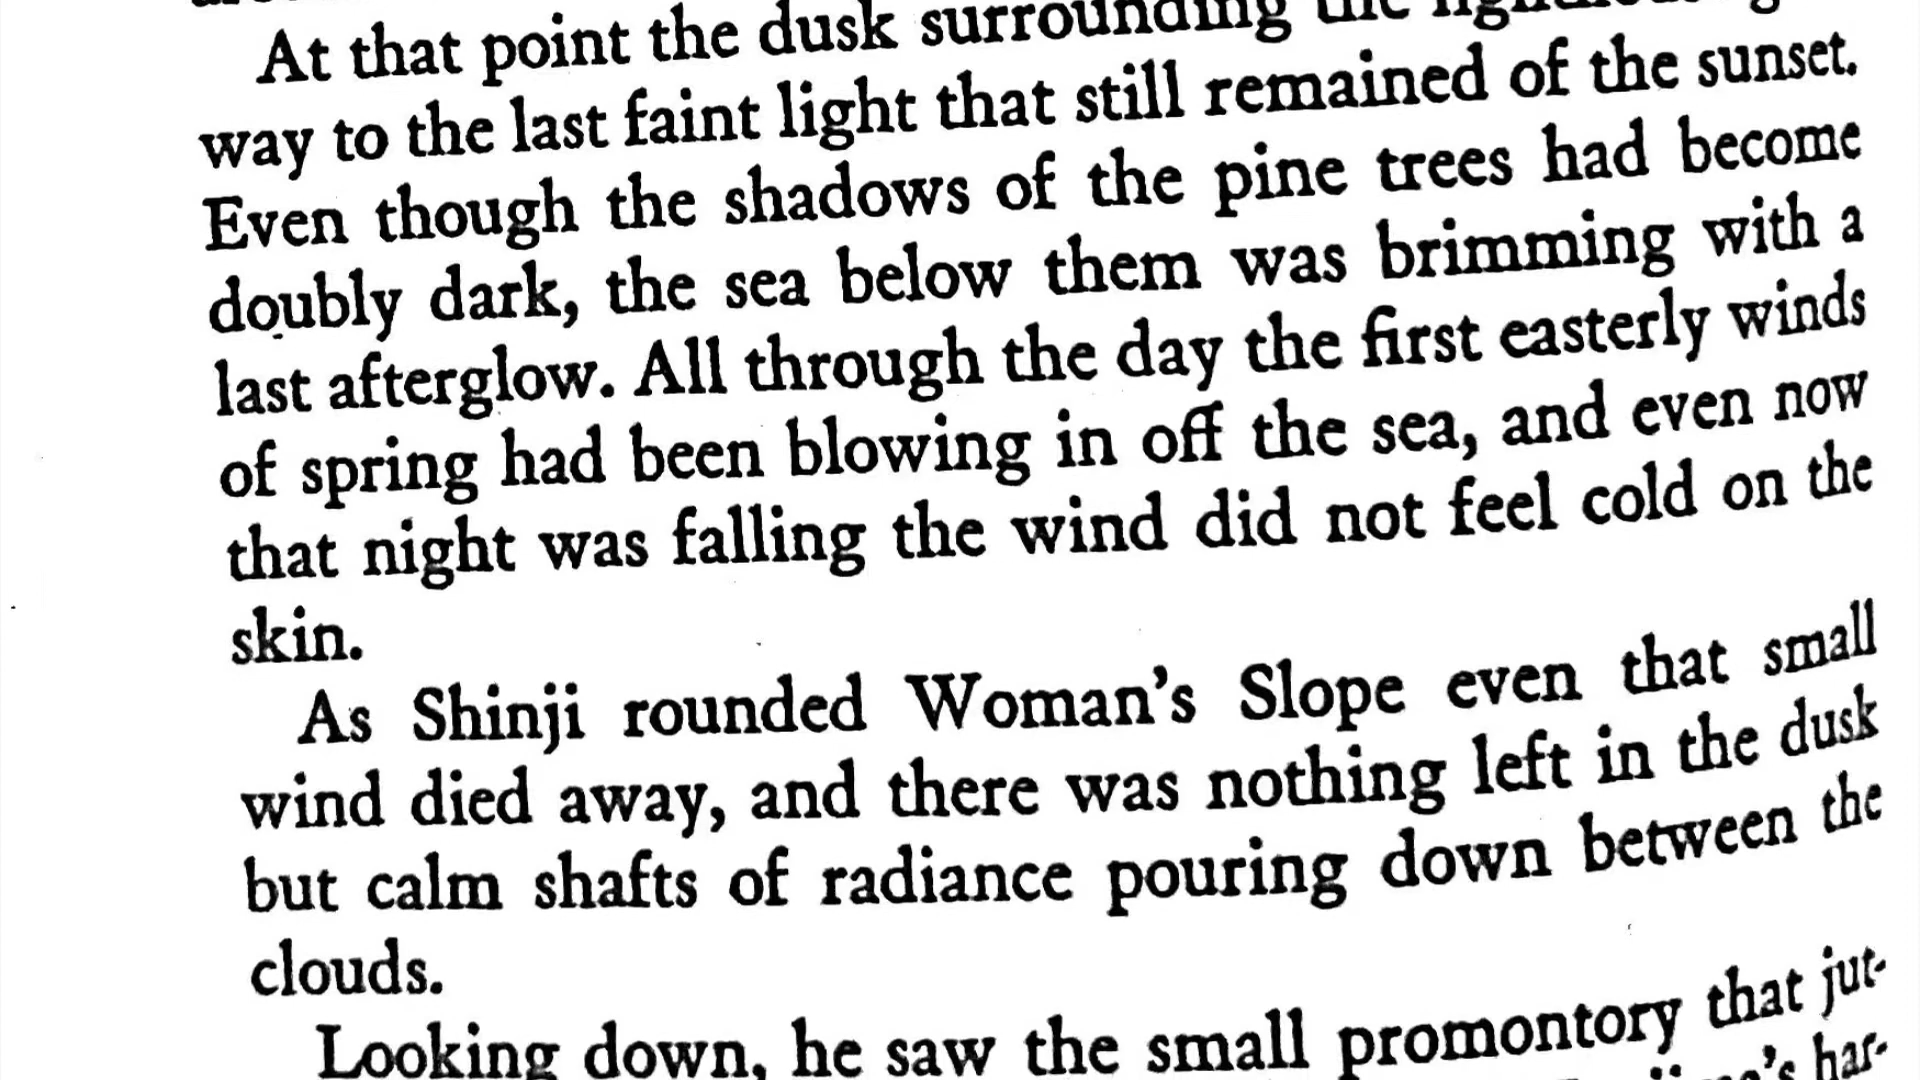 At that point the dusk surrounding the
way to the last faint light that still remained of the sunset.
Even though the shadows of the pine trees had become
doubly dark, the sea below them was brimming with a
last afterglow. All through the day the first easterly winds
of spring had been blowing in off the sea, and even now
that night was falling the wind did not feel cold on the
skin.
As Shinji rounded Woman's Slope even that small
wind died away, and there was nothing left in the dusk
but calm shafts of radiance pouring down between the
clouds.
Looking down, he saw the small promontory that jut-
har-